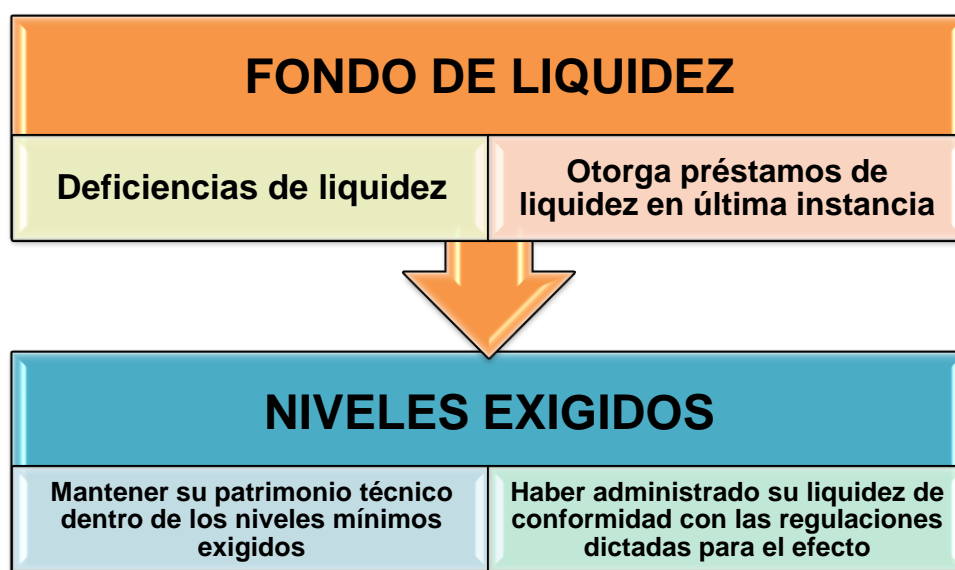 FONDO DE LIQUIDEZ
Deficiencias de liquidez
Otorga préstamos de
liquidez en última instancia
NIVELES EXIGIDOS
Mantener su patrimonio técnico
dentro de los niveles mínimos
exigidos
Haber administrado su liquidez de
conformidad con las regulaciones
dictadas para el efecto